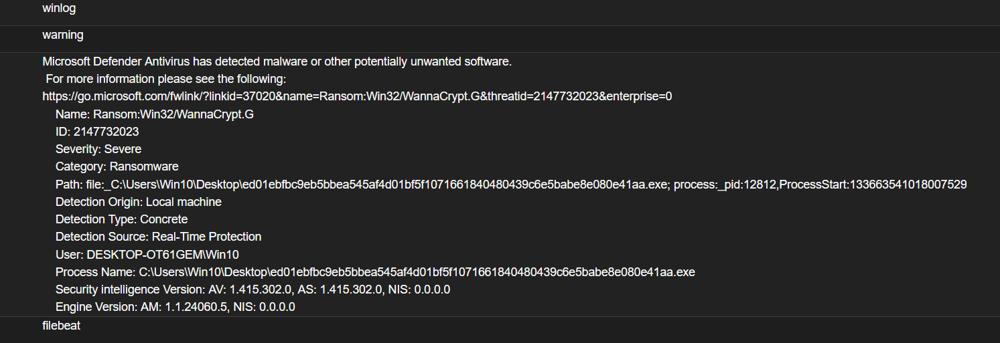 winlog
warning
Microsoft Defender Antivirus has detected malware or other potentially unwanted software.
For more information please see the following:
https://go.microsoft.com/fwlink/?linkid=37020&name=Ransom:Win32/WannaCrypt.G&threatid=2147732023&enterprise=0
Name: Ransom:Win32/WannaCrypt.G
ID: 2147732023
Severity: Severe
Category: Ransomware
Path: file:_C:\Users\Win10\Desktop\ed01ebfbc9eb5bbea545af4d01bf5f1071661840480439c6e5babe8e080e41aa.exe; process:_pid:12812,ProcessStart:133663541018007529
Detection Origin: Local machine
Detection Type: Concrete
Detection Source: Real-Time Protection
User: DESKTOP-OT61GEM\Win10
Process Name: C:\Users\Win10\Desktop\ed01ebfbc9eb5bbea545af4d01bf5f1071661840480439c6e5babe8e080e41aa.exe
Security intelligence Version: AV: 1.415.302.0, AS: 1.415.302.0, NIS: 0.0.0.0
Engine Version: AM: 1.1.24060.5, NIS: 0.0.0.0
filebeat